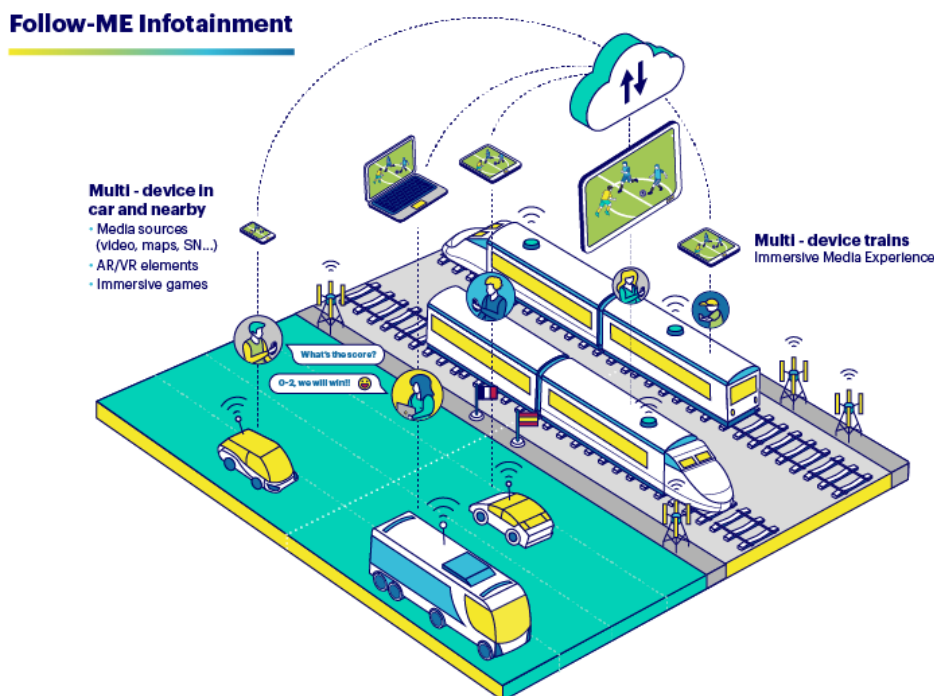 Follow-ME Infotainment
Multi - device in
car and nearby
• Media sources
(video, maps, SN...)
• AR/VR elements
• Immersive games
Multi - device trains
Immersive Media Experience
What's the score?
0-2, we will win!! 😀